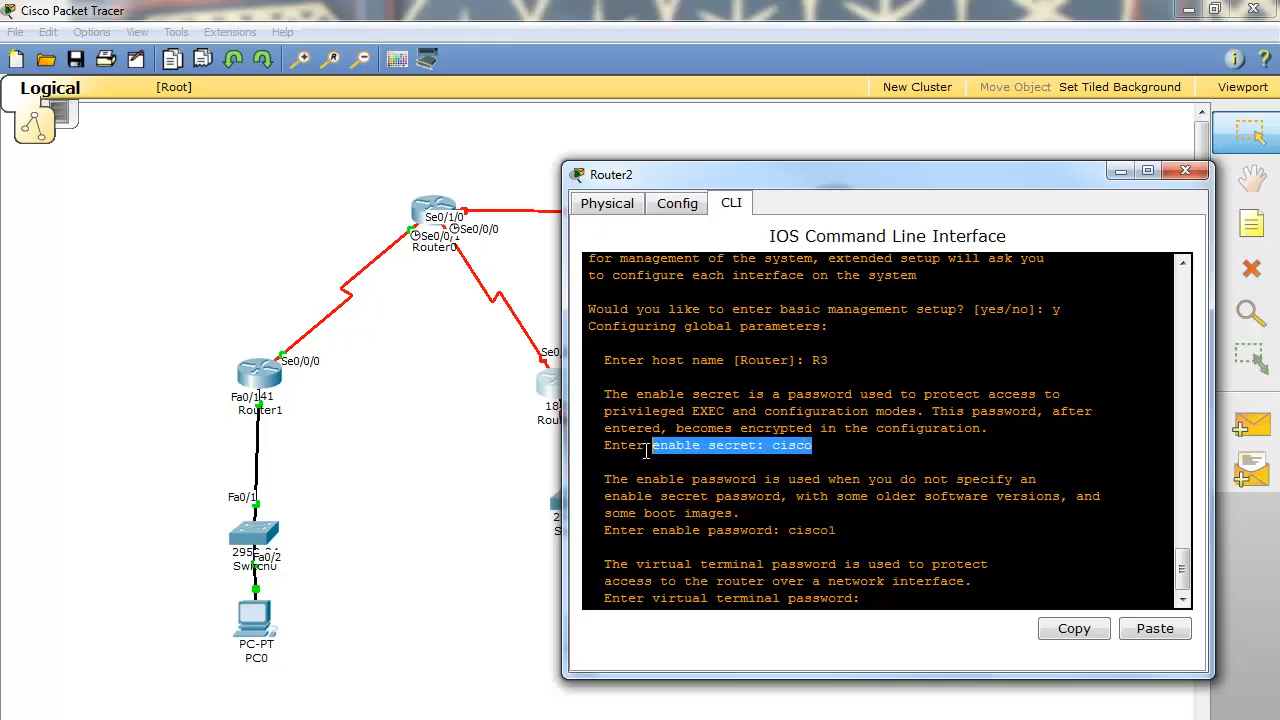 Cisco Packet Tracer
File Edit Options View Tools Extensions Help
Logical
[Root]
New Cluster
Move Object
Set Tiled Background
Viewport
Se0/1/0
Se0/0/0
Se0/0/1
Router0
Se0/0/0
Fa0/1
Router1
Fa0/1
Fa0/2
PC-PT
PC0
Router2
Physical
Config
CLI
IOS Command Line Interface
for management of the system, extended setup will ask you
to configure each interface on the system
Would you like to enter basic management setup? [yes/no]: y
Configuring global parameters:
Enter host name [Router]: R3
The enable secret is a password used to protect access to
privileged EXEC and configuration modes. This password, after
entered, becomes encrypted in the configuration.
Enter enable secret: cisco
The enable password is used when you do not specify an
enable secret password, with some older software versions, and
some boot images.
Enter enable password: cisco1
The virtual terminal password is used to protect
access to the router over a network interface.
Enter virtual terminal password:
Copy
Paste